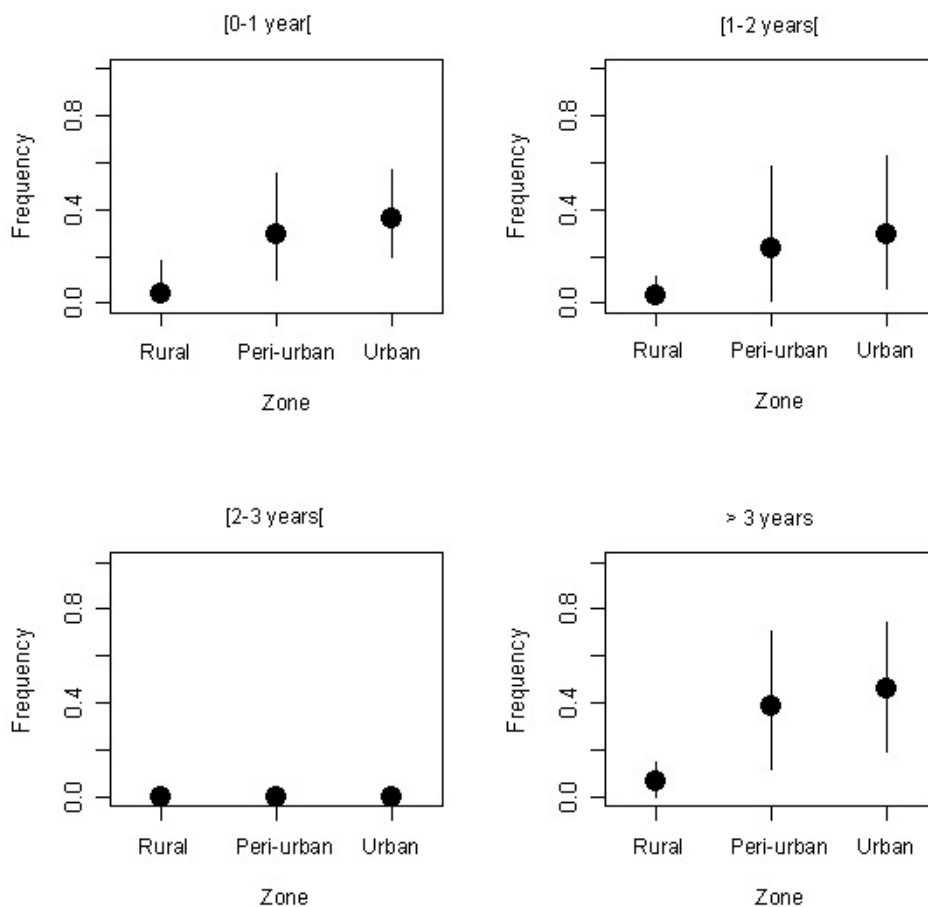 [0-1 year[
[1-2 years[
Frequency
0.0 0.4 0.8
Rural Peri-urban Urban
Zone
Frequency
0.0 0.4 0.8
Rural Peri-urban Urban
Zone
[2-3 years[
> 3 years
Frequency
0.0 0.4 0.8
Rural Peri-urban Urban
Zone
Frequency
0.0 0.4 0.8
Rural Peri-urban Urban
Zone